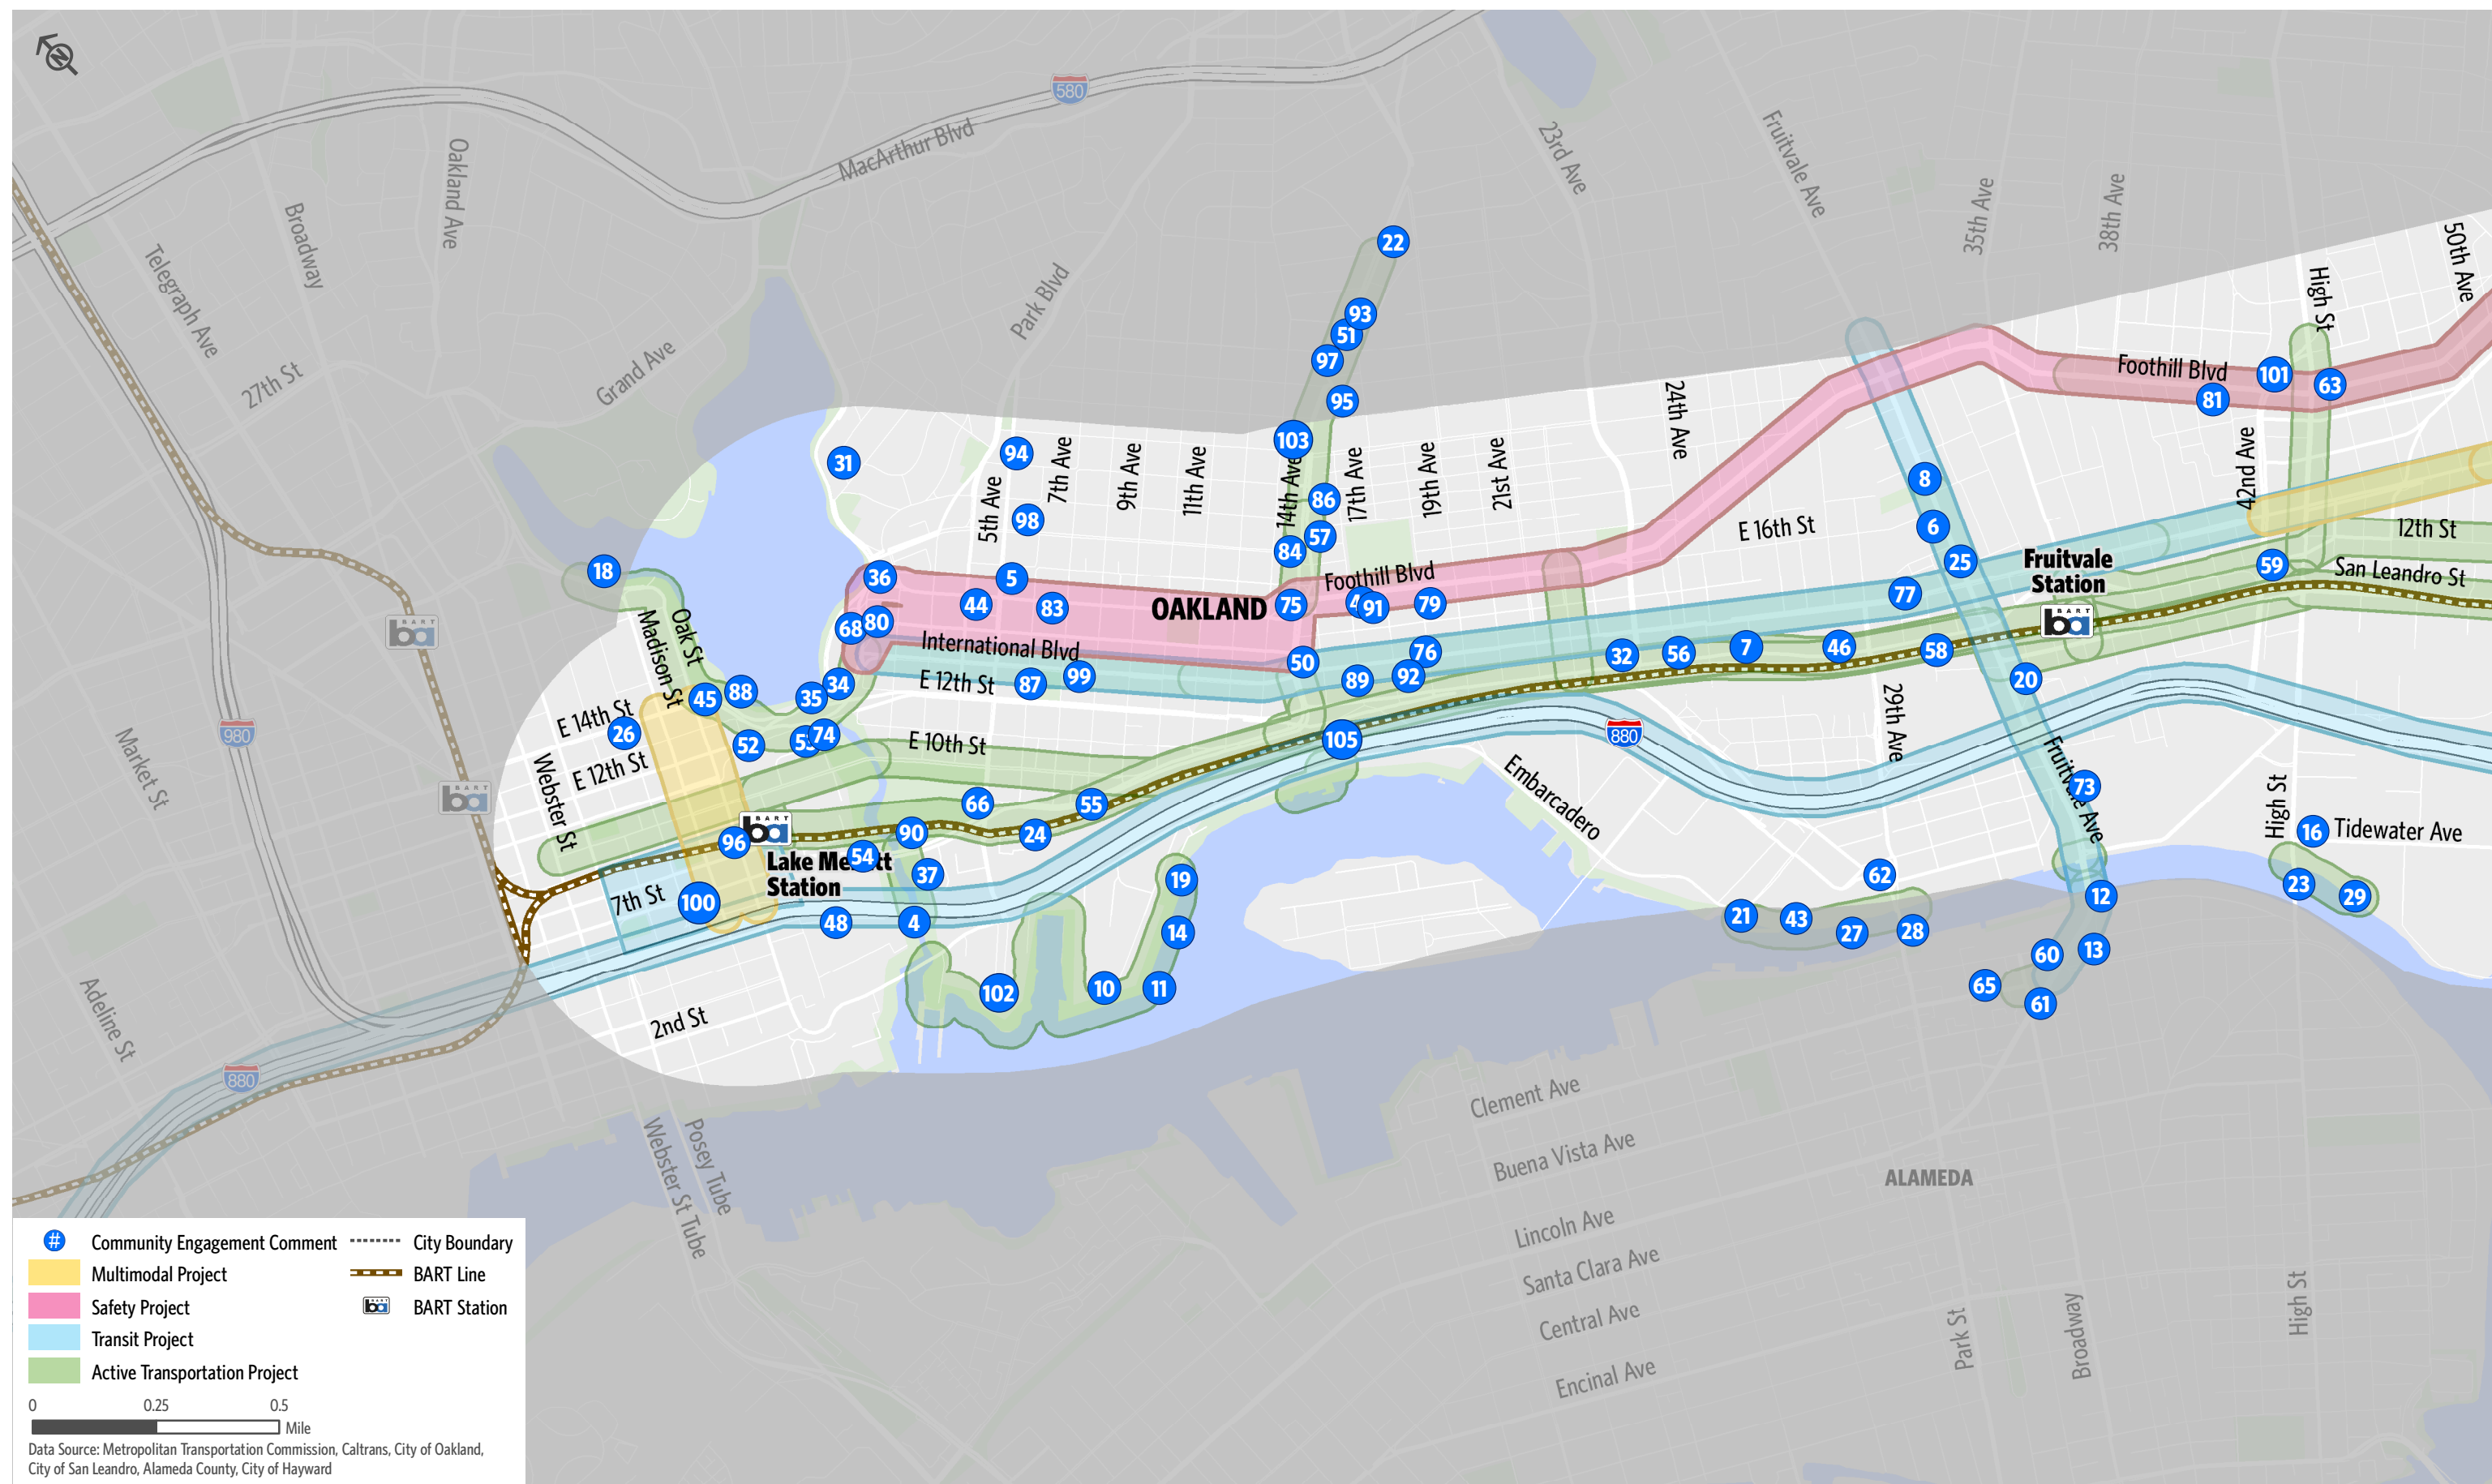 N
580
MacArthur Blvd
Oakland Ave
Broadway
Telegraph Ave
27th St
Grand Ave
Park Blvd
23rd Ave
Fruitvale Ave
35th Ave
38th Ave
50th Ave
High St
22
93
51
97
95
103
31
94
98
5th Ave
7th Ave
9th Ave
11th Ave
14th Ave
17th Ave
19th Ave
21st Ave
24th Ave
86
57
84
E 16th St
8
6
25
Foothill Blvd
101
81
63
42nd Ave
12th St
59
San Leandro St
Fruitvale
Station
BART
ba
18
36
5
44
83
OAKLAND
75
Foothill Blvd
91
79
77
68
80
Madison St
Oak St
International Blvd
50
76
E 12th St
87
99
89
92
32
56
7
46
58
20
45
88
35
34
E 14th St
26
52
74
E 12th St
E 10th St
Webster St
105
880
29th Ave
Embarcadero
Fruitvale Ave
73
980
Market St
BART
ba
BART
ba
BART
ba
96
66
55
90
24
54
Lake Merritt
Station
37
19
7th St
100
48
4
14
102
10
11
2nd St
62
21
43
27
28
12
13
60
65
61
High St
16
Tidewater Ave
23
29
Adeline St
880
Webster St Tube
Posey Tube
Clement Ave
Buena Vista Ave
Lincoln Ave
Santa Clara Ave
Central Ave
Encinal Ave
ALAMEDA
Park St
Broadway
High St
# Community Engagement Comment
Multimodal Project
Safety Project
Transit Project
Active Transportation Project
City Boundary
BART Line
BART
ba
BART Station
0 0.25 0.5
Mile
Data Source: Metropolitan Transportation Commission, Caltrans, City of Oakland,
City of San Leandro, Alameda County, City of Hayward